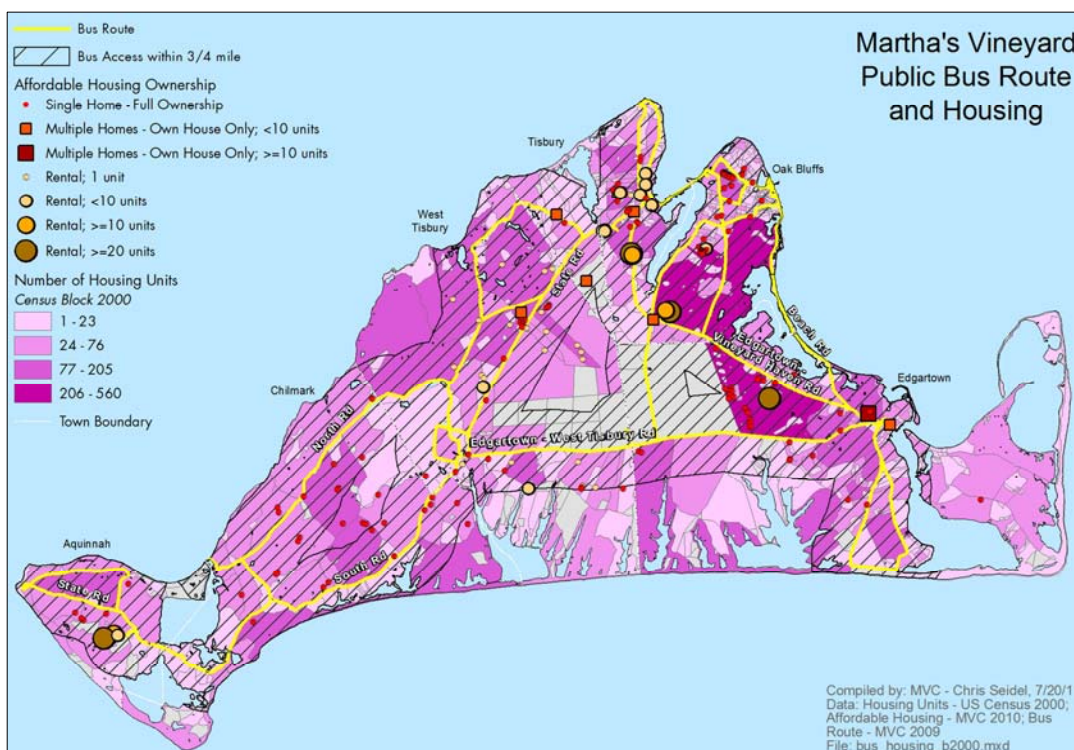 Martha's Vineyard
Public Bus Route
and Housing
Bus Route
Bus Access within 3/4 mile
Affordable Housing Ownership
Single Home - Full Ownership
Multiple Homes - Own House Only; <10 units
Multiple Homes - Own House Only; >=10 units
Rental; 1 unit
Rental; <10 units
Rental; >=10 units
Rental; >=20 units
Number of Housing Units
Census Block 2000
1 - 23
24 - 76
77 - 205
206 - 560
Town Boundary
Tisbury
Oak Bluffs
West
Tisbury
State Rd
Beach Rd
Edgartown -
Vineyard Haven Rd
Edgartown
Chilmark
North Rd
Edgartown - West Tisbury Rd
South Rd
Aquinnah
State Rd
Compiled by: MVC - Chris Seidel, 7/20/1
Data: Housing Units - US Census 2000;
Affordable Housing - MVC 2010; Bus
Route - MVC 2009
File: bus_housing_b2000.mxd